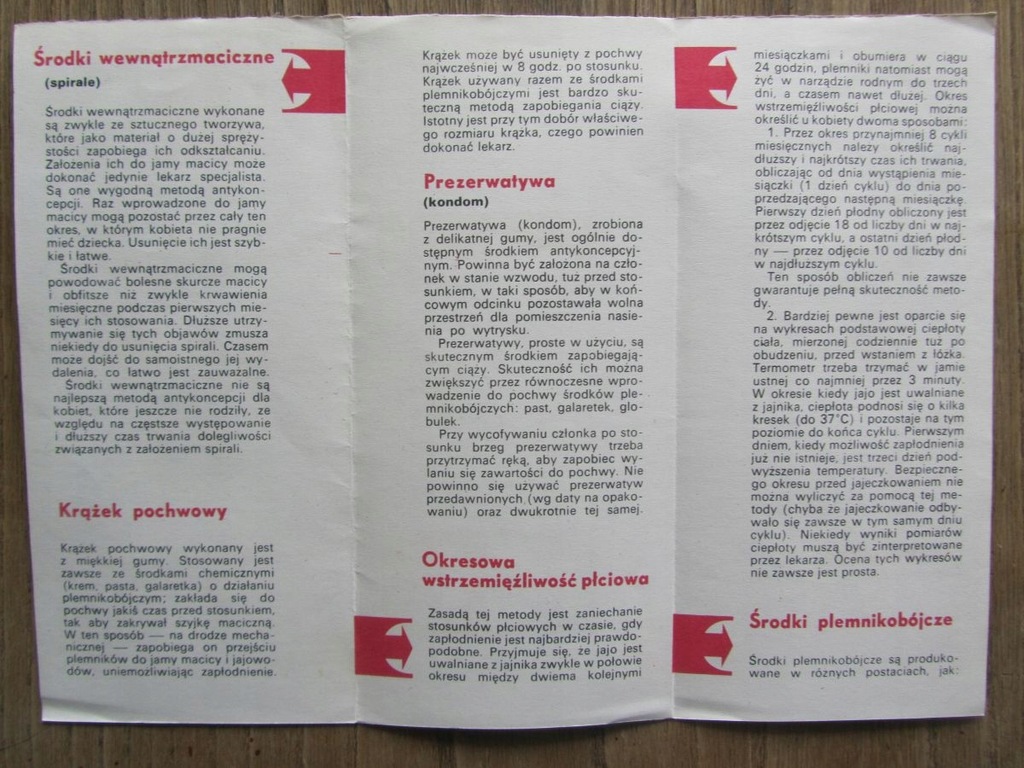 Środki wewnątrzmaciczne
(spirale)
Środki wewnątrzmaciczne wykonane
są zwykle ze sztucznego tworzywa,
które jako materiał o dużej spręży-
stości zapobiega ich odkształcaniu.
Założenia ich do jamy macicy może
dokonać jedynie lekarz specjalista.
Są one wygodną metodą antykon-
cepcji. Raz wprowadzone do jamy
macicy mogą pozostać przez cały ten
okres, w którym kobieta nie pragnie
mieć dziecka. Usunięcie ich jest szyb-
kie i łatwe.
Środki wewnątrzmaciczne mogą
powodować bolesne skurcze macicy
i obfitsze niż zwykle krwawienia
miesięczne podczas pierwszych mie-
sięcy ich stosowania. Dłuższe utrzy-
mywanie się tych objawów zmusza
niekiedy do usunięcia spirali. Czasem
może dojść do samoistnego jej wy-
dalenia, co łatwo jest zauważalne.
Środki wewnątrzmaciczne nie są
najlepszą metodą antykoncepcji dla
kobiet, które jeszcze nie rodziły, ze
względu na częstsze występowanie
i dłuższy czas trwania dolegliwości
związanych z założeniem spirali.
Krążek pochwowy
Krążek pochwowy wykonany jest
z miękkiej gumy. Stosowany jest
zawsze ze środkami chemicznymi
(krem, pasta, galaretka) o działaniu
plemnikobójczym; zakłada się do
pochwy jakiś czas przed stosunkiem,
tak aby zakrywał szyjkę maciczną.
W ten sposób — na drodze mecha-
nicznej — zapobiega on przejściu
plemników do jamy macicy i jajowo-
dów, uniemożliwiając zapłodnienie.
Krążek może być usunięty z pochwy
najwcześniej w 8 godz. po stosunku.
Krążek używany razem ze środkami
plemnikobójczymi jest bardzo sku-
teczną metodą zapobiegania ciąży.
Istotny jest przy tym dobór właściwe-
go rozmiaru krążka, czego powinien
dokonać lekarz.
Prezerwatywa
(kondom)
Prezerwatywa (kondom), zrobiona
z delikatnej gumy, jest ogólnie do-
stępnym środkiem antykoncepcyj-
nym. Powinna być założona na czło-
nek w stanie wzwodu, tuż przed sto-
sunkiem, w taki sposób, aby w koń-
cowym odcinku pozostawała wolna
przestrzeń dla pomieszczenia nasie-
nia po wytrysku.
Prezerwatywy, proste w użyciu, są
skutecznym środkiem zapobiegają-
cym ciąży. Skuteczność ich można
zwiększyć przez równoczesne wpro-
wadzenie do pochwy środków ple-
mnikobójczych: past, galaretek, glo-
bulek.
Przy wycofywaniu członka po sto-
sunku brzeg prezerwatywy trzeba
przytrzymać ręką, aby zapobiec wy-
laniu się zawartości do pochwy. Nie
powinno się używać prezerwatyw
przedawnionych (wg daty na opako-
waniu) oraz dwukrotnie tej samej.
Okresowa
wstrzemięźliwość płciowa
Zasadą tej metody jest zaniechanie
stosunków płciowych w czasie, gdy
zapłodnienie jest najbardziej prawdo-
podobne. Przyjmuje się, że jajo jest
uwalniane z jajnika zwykle w połowie
okresu między dwiema kolejnymi
miesiączkami i obumiera w ciągu
24 godzin, plemniki natomiast mogą
żyć w narządzie rodnym do trzech
dni, a czasem nawet dłużej. Okres
wstrzemięźliwości płciowej można
określić u kobiety dwoma sposobami:
1. Przez okres przynajmniej 8 cykli
miesięcznych należy określić naj-
dłuższy i najkrótszy czas ich trwania,
obliczając od dnia wystąpienia mie-
siączki (1 dzień cyklu) do dnia po-
przedzającego następną miesiączkę.
Pierwszy dzień płodny obliczony jest
przez odjęcie 18 od liczby dni w naj-
krótszym cyklu, a ostatni dzień płod-
ny — przez odjęcie 10 od liczby dni
w najdłuższym cyklu.
Ten sposób obliczeń nie zawsze
gwarantuje pełną skuteczność meto-
dy.
2. Bardziej pewne jest oparcie się
na wykresach podstawowej ciepłoty
ciała, mierzonej codziennie tuż po
obudzeniu, przed wstaniem z łóżka.
Termometr trzeba trzymać w jamie
ustnej co najmniej przez 3 minuty.
W okresie kiedy jajo jest uwalniane
z jajnika, ciepłota podnosi się o kilka
kresek (do 37°C) i pozostaje na tym
poziomie do końca cyklu. Pierwszym
dniem, kiedy możliwość zapłodnienia
już nie istnieje, jest trzeci dzień pod-
wyższenia temperatury. Bezpieczne-
go okresu przed jajeczkowaniem nie
można wyliczyć za pomocą tej me-
tody (chyba że jajeczkowanie odby-
wało się zawsze w tym samym dniu
cyklu). Niekiedy wyniki pomiarów
ciepłoty muszą być zinterpretowane
przez lekarza. Ocena tych wykresów
nie zawsze jest prosta.
Środki plemnikobójcze
Środki plemnikobójcze są produko-
wane w różnych postaciach, jak: